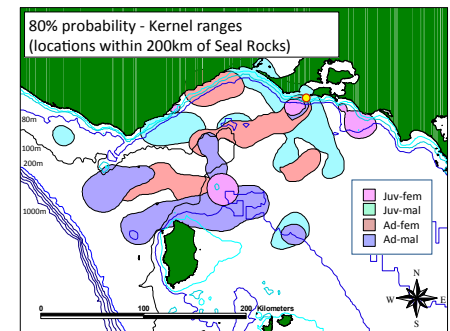 80% probability - Kernel ranges
(locations within 200km of Seal Rocks)
80m
100m
200m
1000m
Juv-fem
Juv-mal
Ad-fem
Ad-mal
N
W E
S
0 100 200 Kilometers